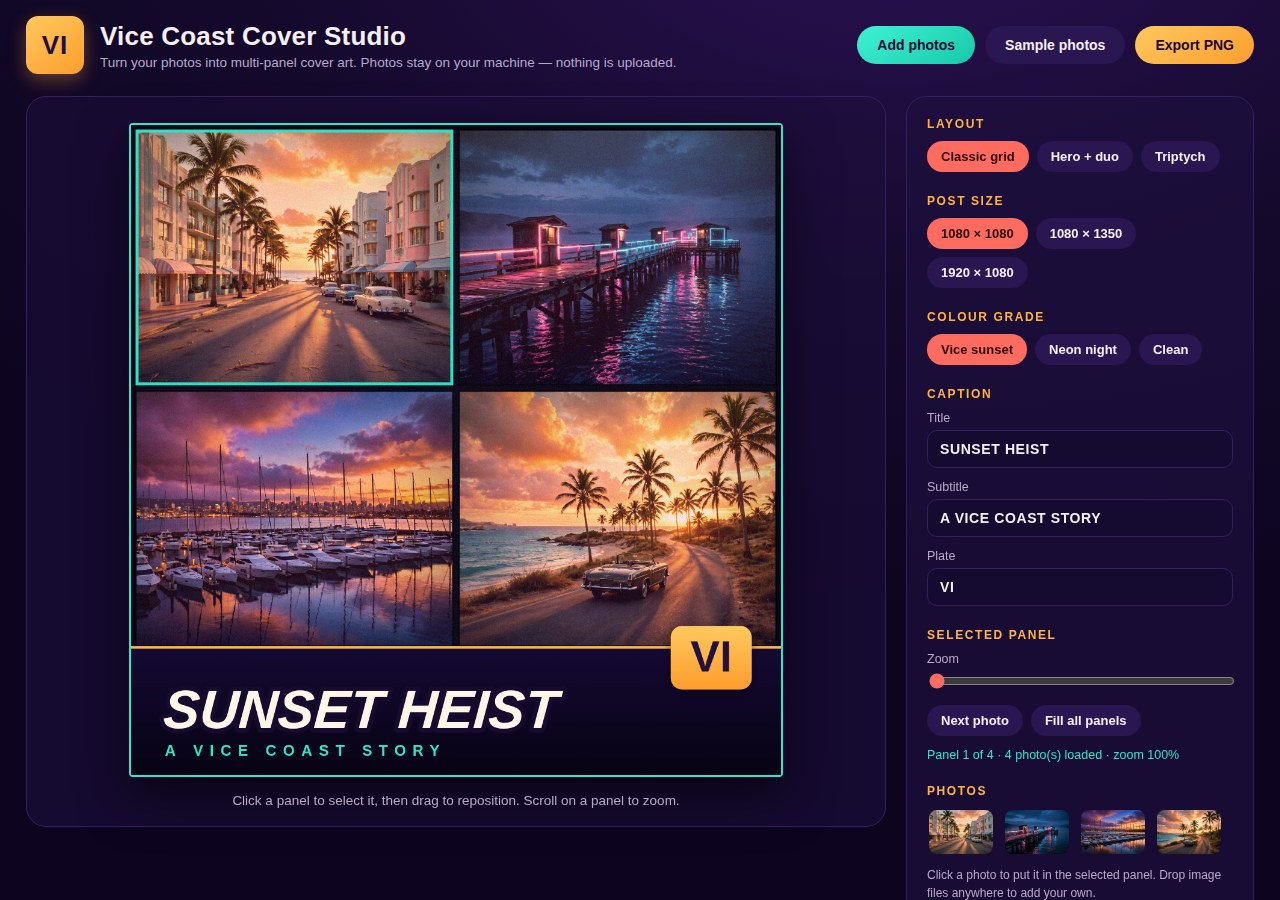 VI
Vice Coast Cover Studio
Turn your photos into multi-panel cover art. Photos stay on your machine — nothing is uploaded.
Add photos
Sample photos
Export PNG
VI
SUNSET HEIST
A VICE COAST STORY
Click a panel to select it, then drag to reposition. Scroll on a panel to zoom.
LAYOUT
Classic grid
Hero + duo
Triptych
POST SIZE
1080 × 1080
1080 × 1350
1920 × 1080
COLOUR GRADE
Vice sunset
Neon night
Clean
CAPTION
Title
SUNSET HEIST
Subtitle
A VICE COAST STORY
Plate
VI
SELECTED PANEL
Zoom
Next photo
Fill all panels
Panel 1 of 4 · 4 photo(s) loaded · zoom 100%
PHOTOS
Click a photo to put it in the selected panel. Drop image
files anywhere to add your own.